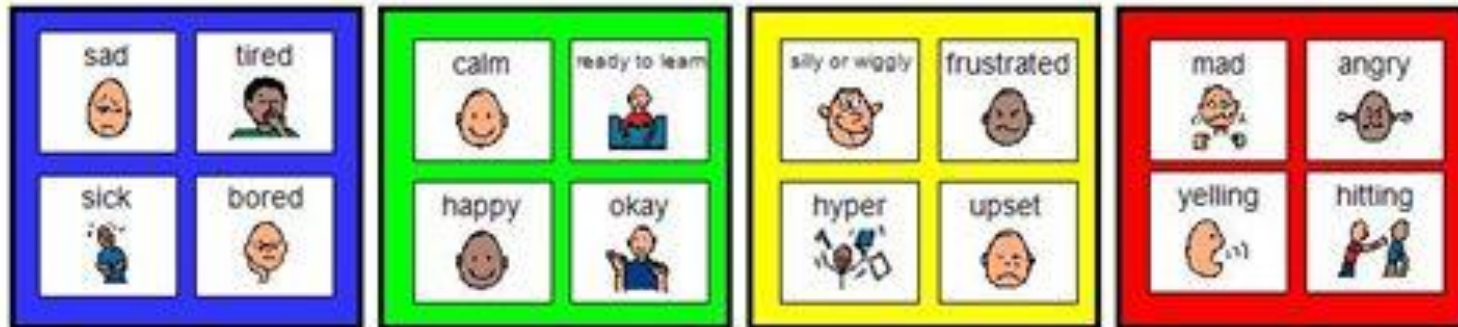 sad tired
sick bored
calm ready to learn
happy okay
silly or wiggly frustrated
hyper upset
mad angry
yelling hitting